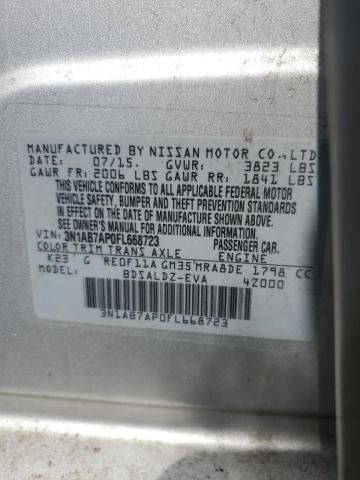 MANUFACTURED BY NISSAN MOTOR CO., LTD.
DATE: 07/15. GVWR: 3823 LBS
GAWR FR: 2006 LBS GAWR RR: 1841 LBS
THIS VEHICLE CONFORMS TO ALL APPLICABLE FEDERAL MOTOR
VEHICLE SAFETY, BUMPER AND THEFT PREVENTION STANDARDS
IN EFFECT ON THE DATE OF MANUFACTURE SHOWN ABOVE. SEE
OWNER'S MANUAL FOR ADDITIONAL INFORMATION.
VIN: 3N1AB7AP0FL668723 PASSENGER CAR.
COLOR TRIM TRANS AXLE ENGINE
K23 G RE0F11A GM35 MRA8DE 1798 CC
MODEL: BDSALDZ-EVA 4Z000
3N1AB7AP0FL668723